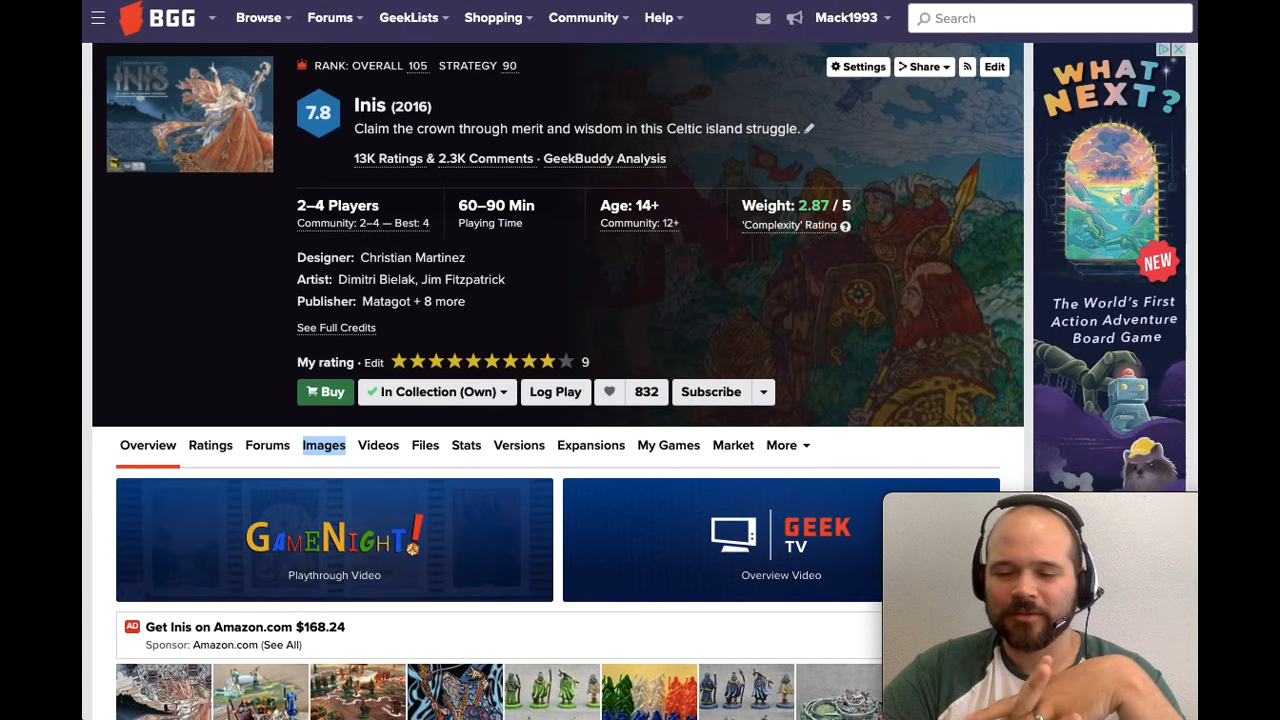 BGG Browse Forums GeekLists Shopping Community Help Mack1993 Search
INIS
RANK: OVERALL 105 STRATEGY 90
Settings Share Edit
7.8
Inis (2016)
Claim the crown through merit and wisdom in this Celtic island struggle.
13K Ratings & 2.3K Comments · GeekBuddy Analysis
2–4 Players 60–90 Min Age: 14+ Weight: 2.87 / 5
Community: 2–4 — Best: 4 Playing Time Community: 12+ 'Complexity' Rating
Designer: Christian Martinez
Artist: Dimitri Bielak, Jim Fitzpatrick
Publisher: Matagot + 8 more
See Full Credits
My rating · Edit 9
Buy In Collection (Own) Log Play 832 Subscribe
Overview Ratings Forums Images Videos Files Stats Versions Expansions My Games Market More
GAMENIGHT!
Playthrough Video
GEEK
TV
Overview Video
AD Get Inis on Amazon.com $168.24
Sponsor: Amazon.com (See All)
WHAT
NEXT?
NEW
The World's First
Action Adventure
Board Game